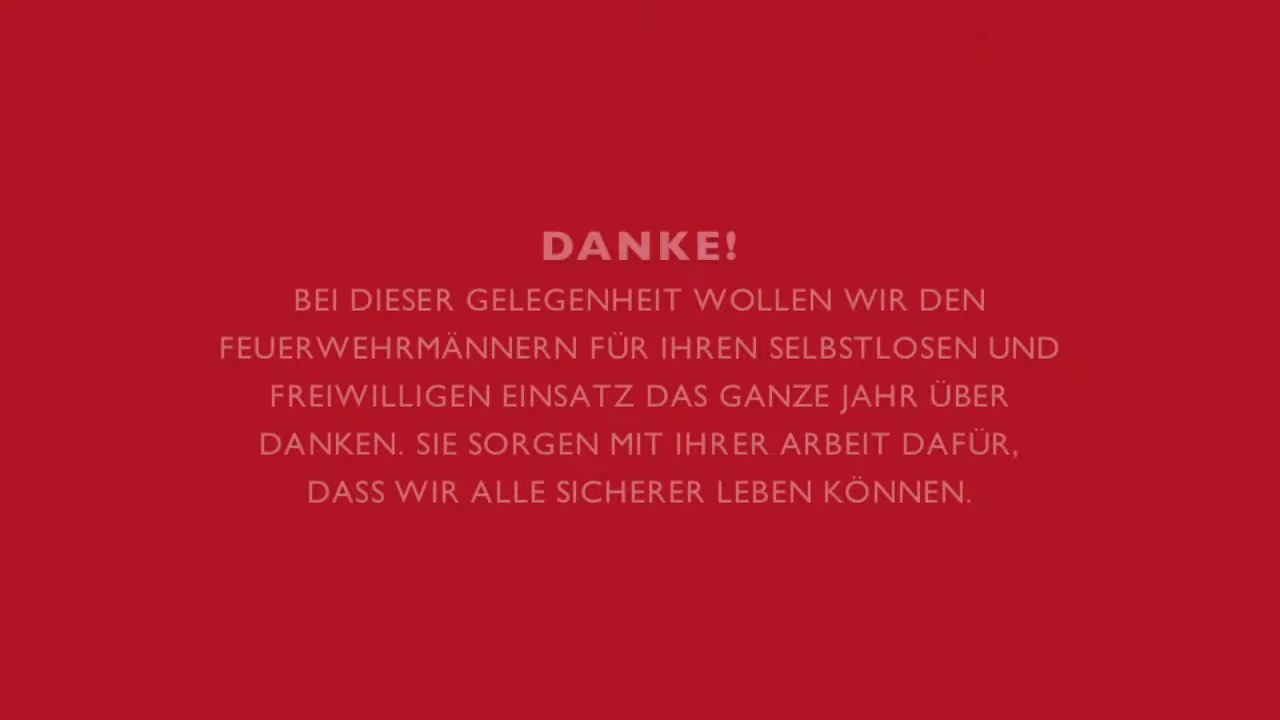 DANKE!
BEI DIESER GELEGENHEIT WOLLEN WIR DEN
FEUERWEHRMÄNNERN FÜR IHREN SELBSTLOSEN UND
FREIWILLIGEN EINSATZ DAS GANZE JAHR ÜBER
DANKEN. SIE SORGEN MIT IHRER ARBEIT DAFÜR,
DASS WIR ALLE SICHERER LEBEN KÖNNEN.